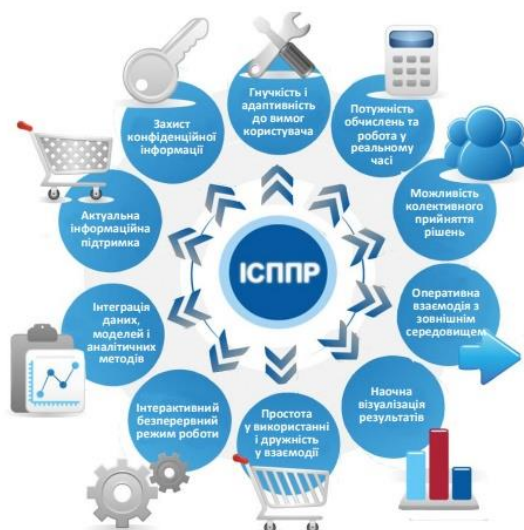 Гнучкість і
адаптивність
до вимог
користувача
Потужність
обчислень та
робота у
реальному
часі
Можливість
колективного
прийняття
рішень
Оперативна
взаємодія з
зовнішнім
середовищем
Наочна
візуалізація
результатів
Простота
у використанні
і дружність
у взаємодії
Інтерактивний
безперервний
режим роботи
Інтеграція
даних,
моделей і
аналітичних
методів
Актуальна
інформаційна
підтримка
Захист
конфіденційної
інформації
ІСППР